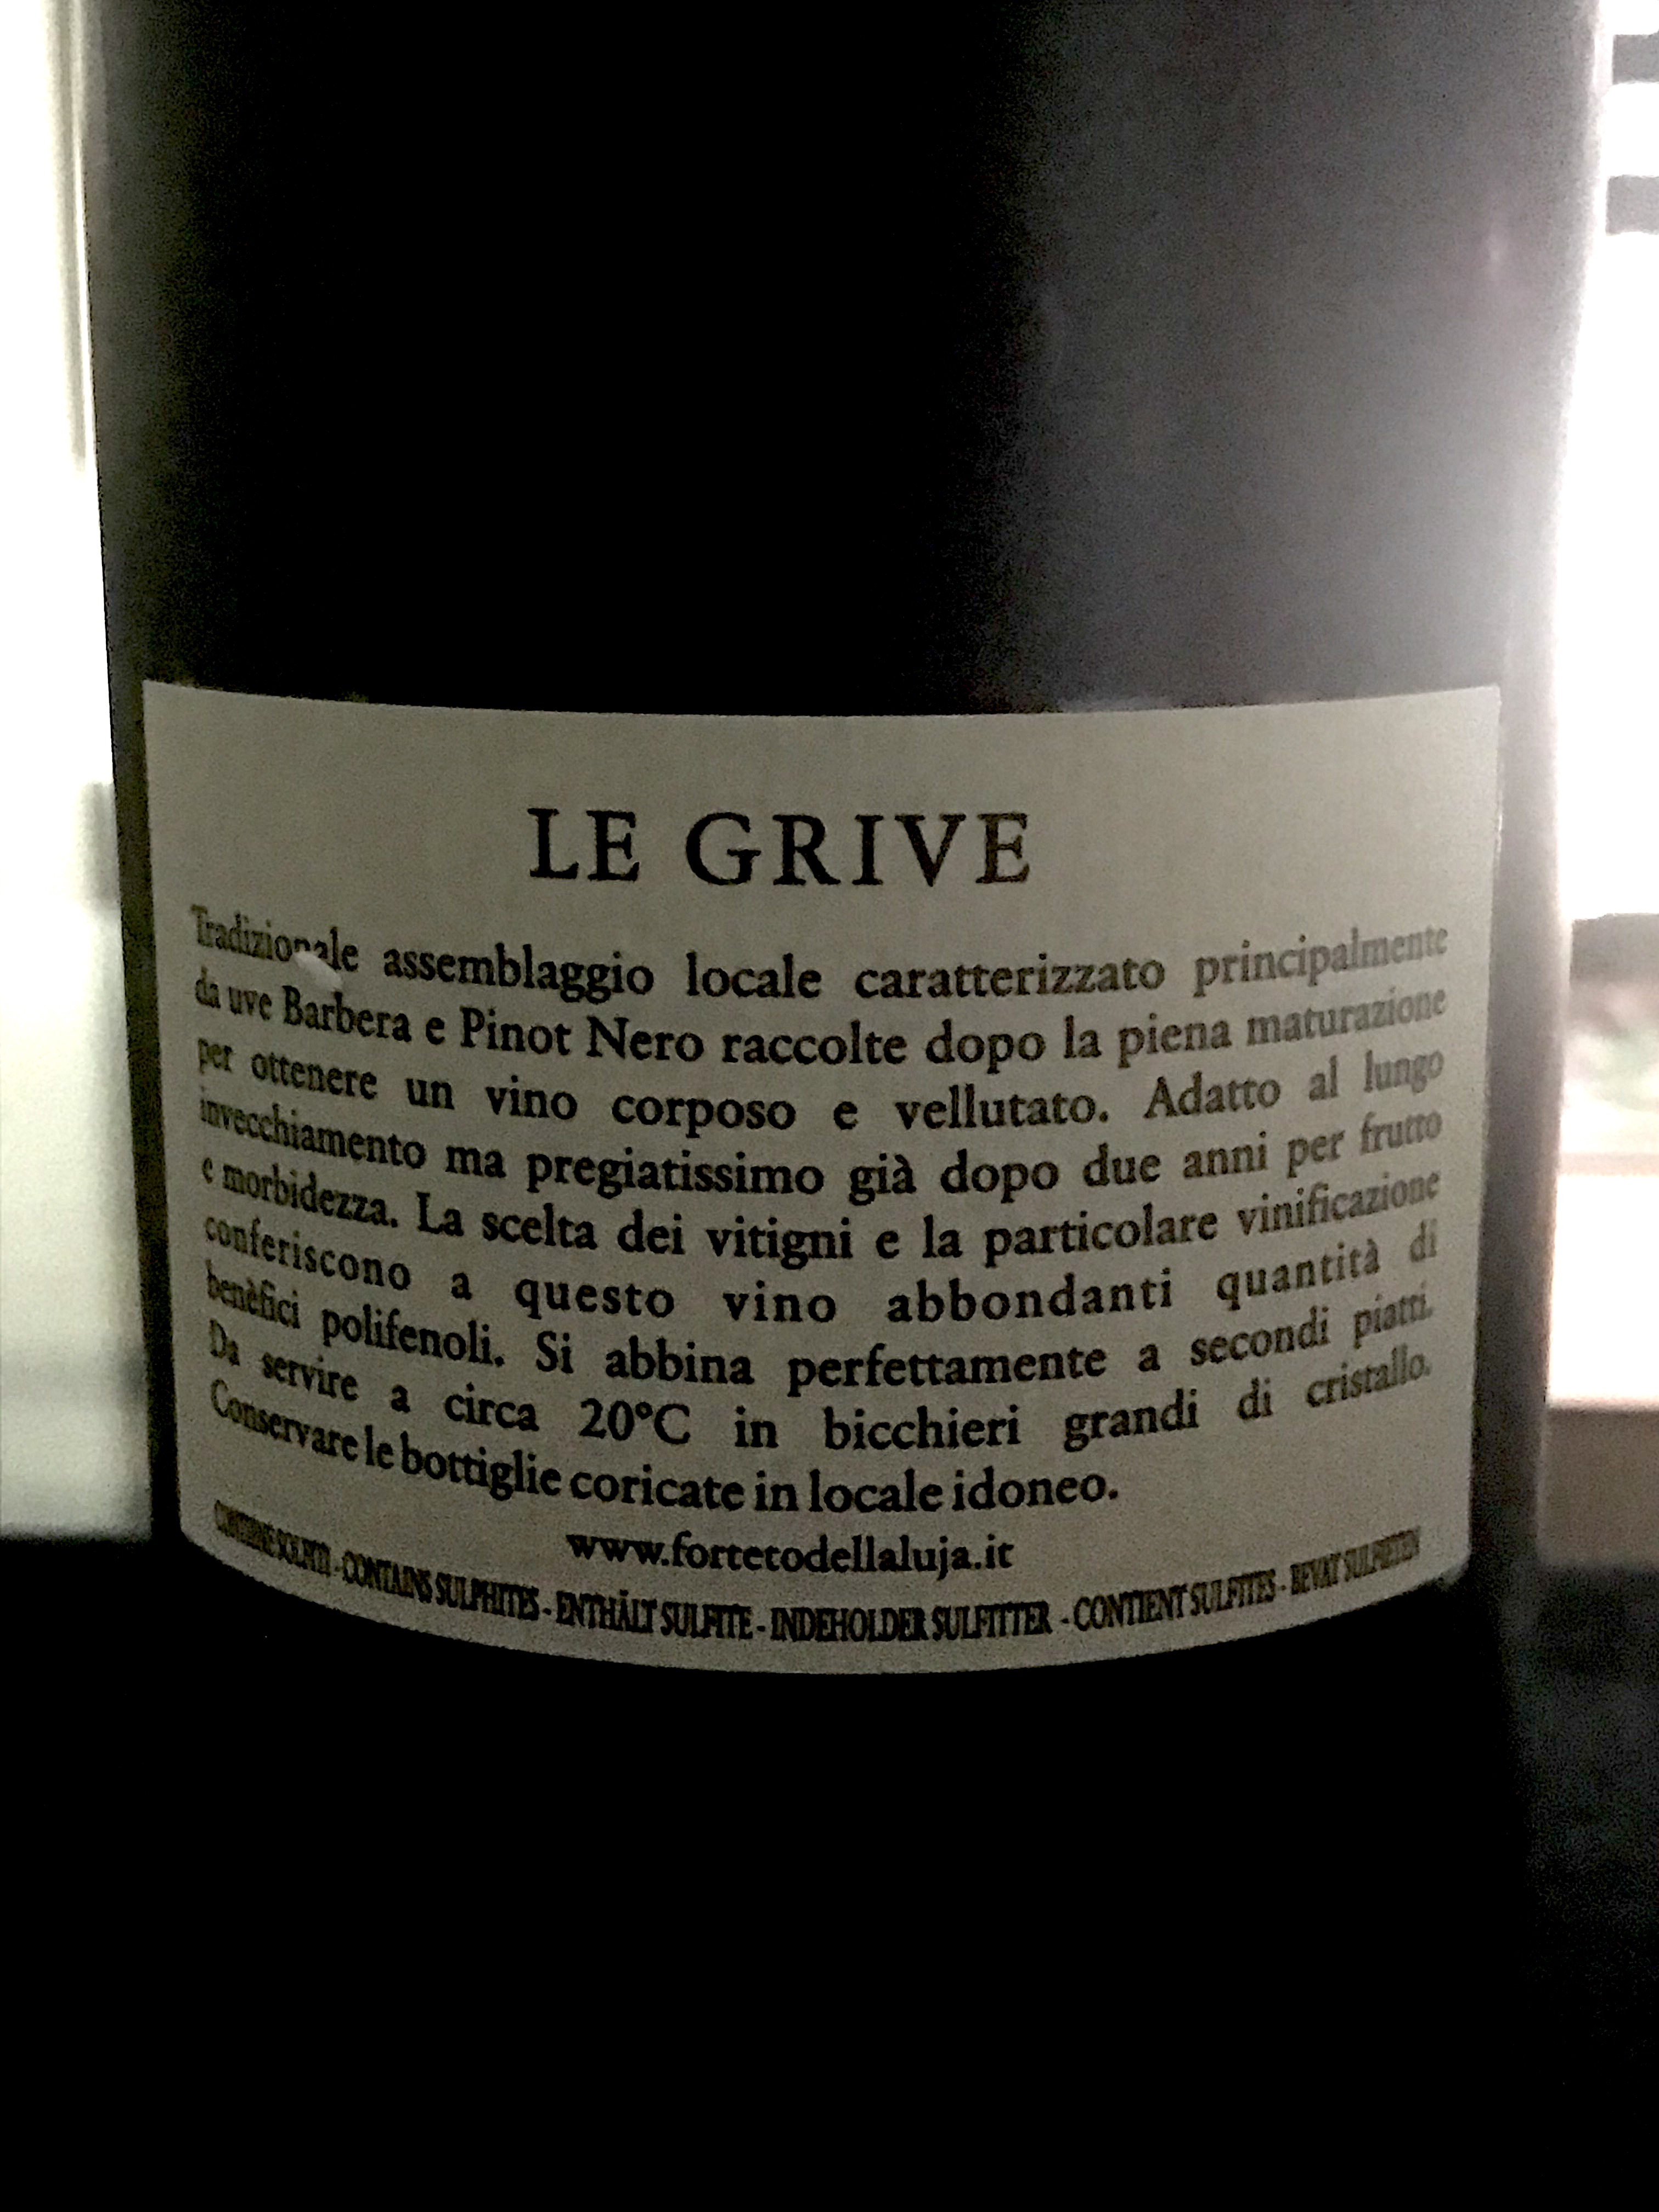 LE GRIVE
Tradizionale assemblaggio locale caratterizzato principalmente
da uve Barbera e Pinot Nero raccolte dopo la piena maturazione
per ottenere un vino corposo e vellutato. Adatto al lungo
invecchiamento ma pregiatissimo già dopo due anni per frutto
e morbidezza. La scelta dei vitigni e la particolare vinificazione
conferiscono a questo vino abbondanti quantità di
benèfici polifenoli. Si abbina perfettamente a secondi piatti.
Da servire a circa 20°C in bicchieri grandi di cristallo.
Conservare le bottiglie coricate in locale idoneo.
www.fortetodellaluja.it
CONTIENE SOLFITI - CONTAINS SULPHITES - ENTHÄLT SULFITE - INDEHOLDER SULFITTER - CONTIENT SULFITES - BEVAT SULFIETEN